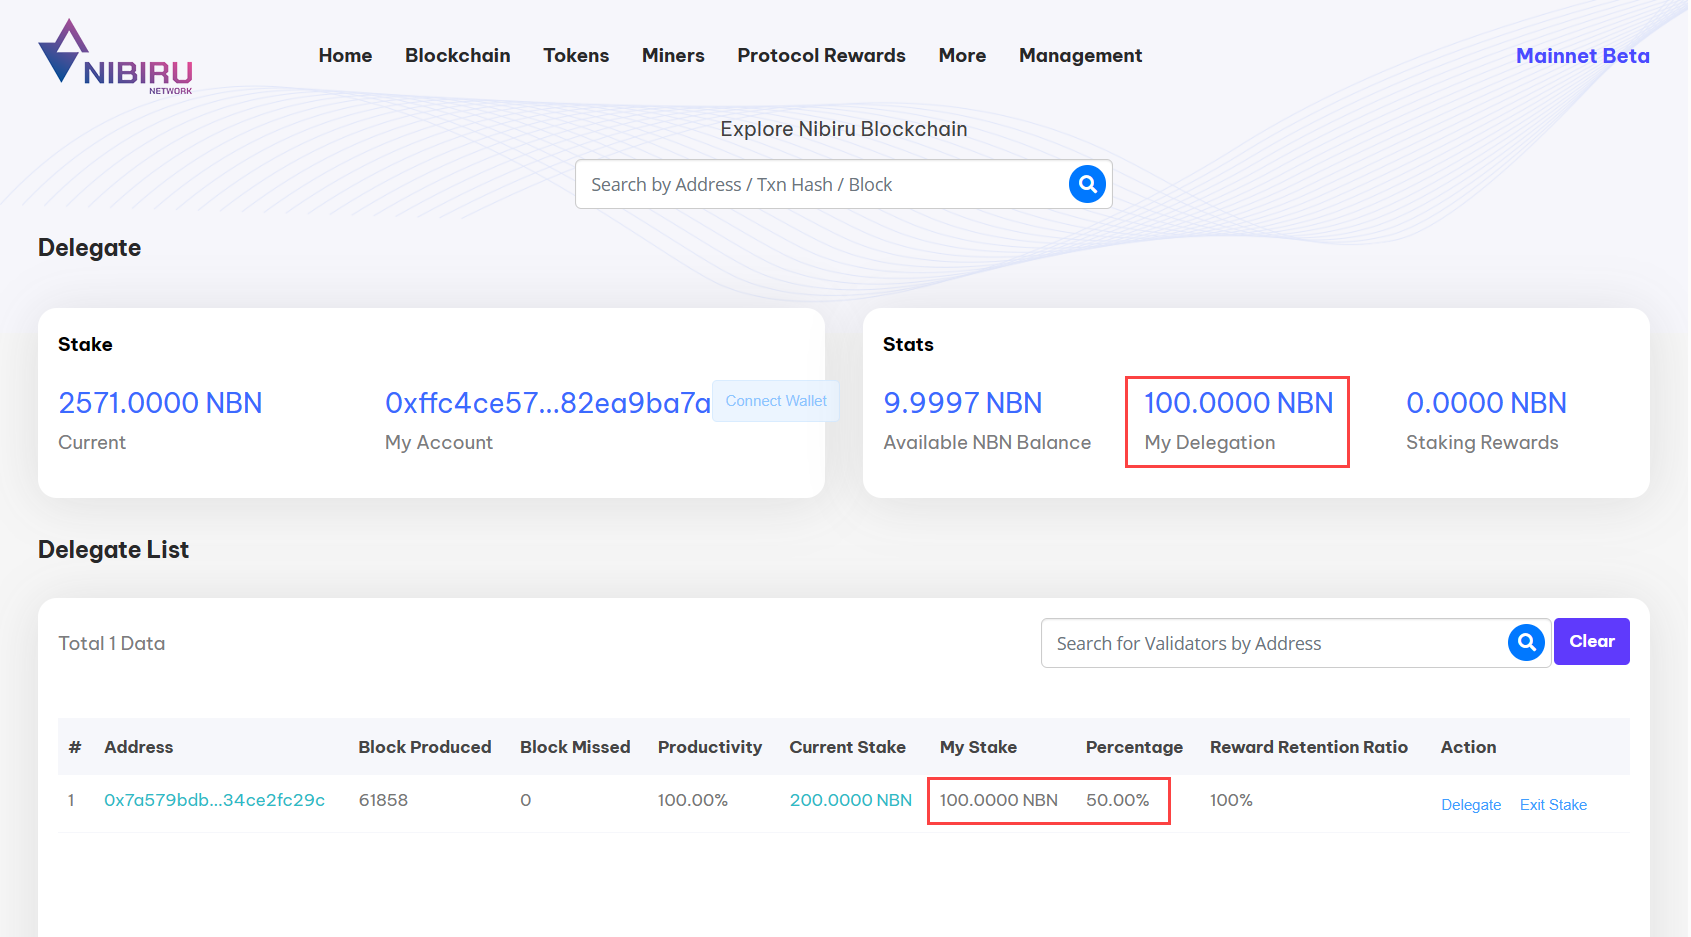 NIBIRU
NETWORK
Home Blockchain Tokens Miners Protocol Rewards More Management
Mainnet Beta
Explore Nibiru Blockchain
Search by Address / Txn Hash / Block
Delegate
Stake
2571.0000 NBN 0xffc4ce57...82ea9ba7a Connect Wallet
Current My Account
Stats
9.9997 NBN 100.0000 NBN 0.0000 NBN
Available NBN Balance My Delegation Staking Rewards
Delegate List
Total 1 Data
Search for Validators by Address
Clear
# Address Block Produced Block Missed Productivity Current Stake My Stake Percentage Reward Retention Ratio Action
1 0x7a579bdb...34ce2fc29c 61858 0 100.00% 200.0000 NBN 100.0000 NBN 50.00% 100% Delegate Exit Stake